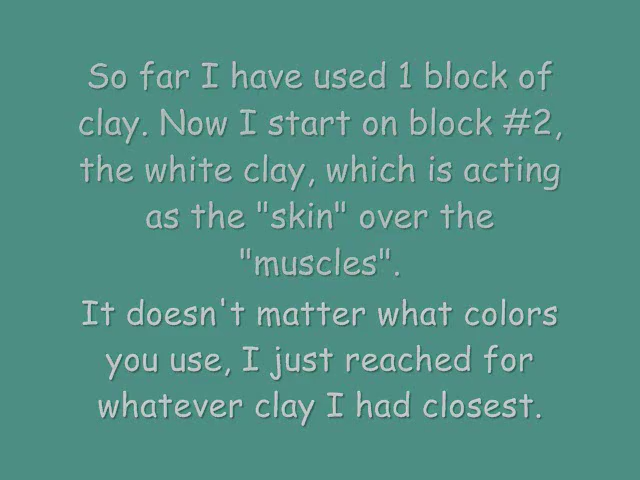 So far I have used 1 block of
clay. Now I start on block #2,
the white clay, which is acting
as the "skin" over the
"muscles".
It doesn't matter what colors
you use, I just reached for
whatever clay I had closest.